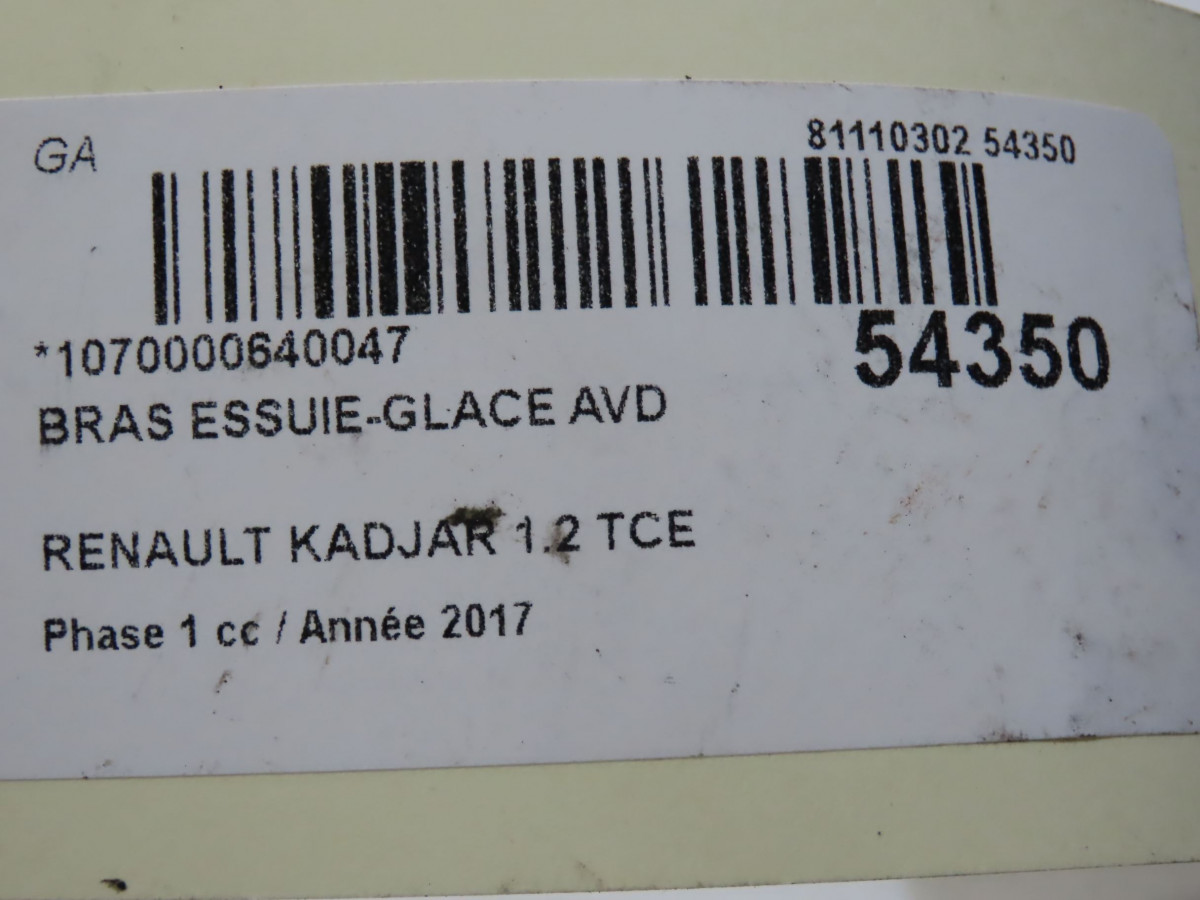 GA
81110302 54350
*1070000640047
54350
BRAS ESSUIE-GLACE AVD
RENAULT KADJAR 1.2 TCE
Phase 1 cc / Année 2017